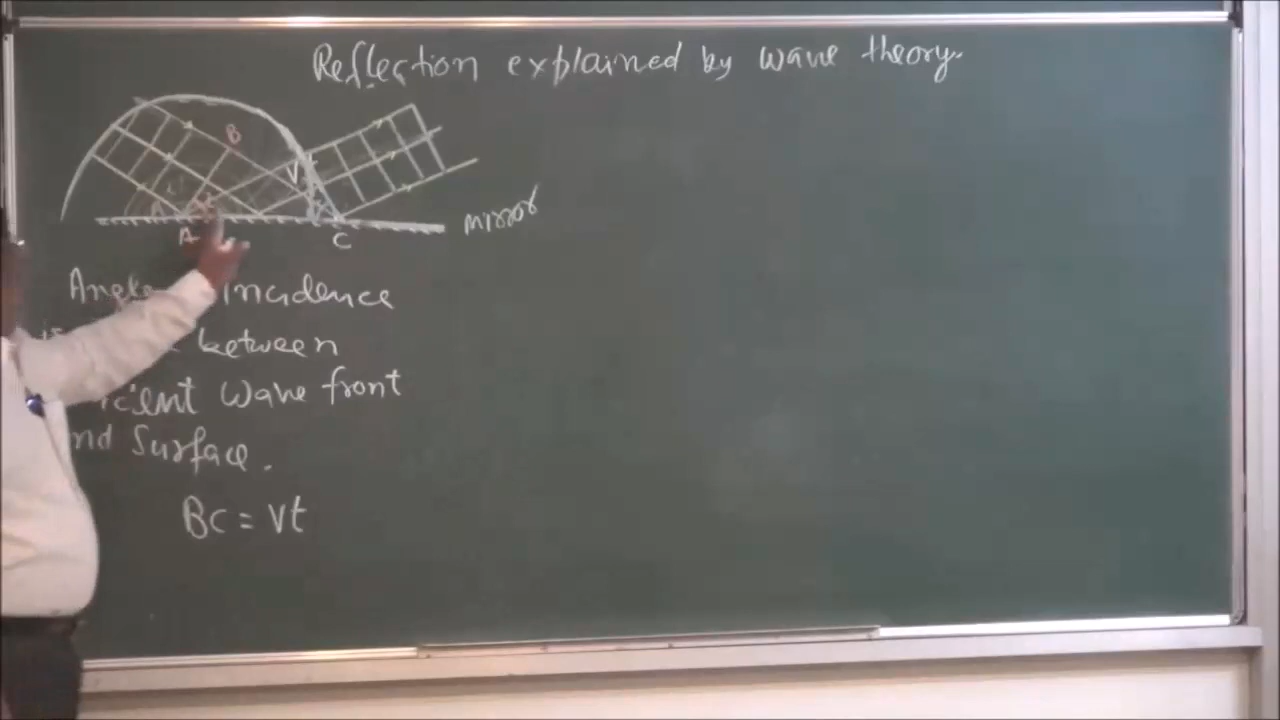 Reflection explained by wave theory.
B
V
A
C
mirror
Incidence
between
Wave front
Surface.
BC = Vt